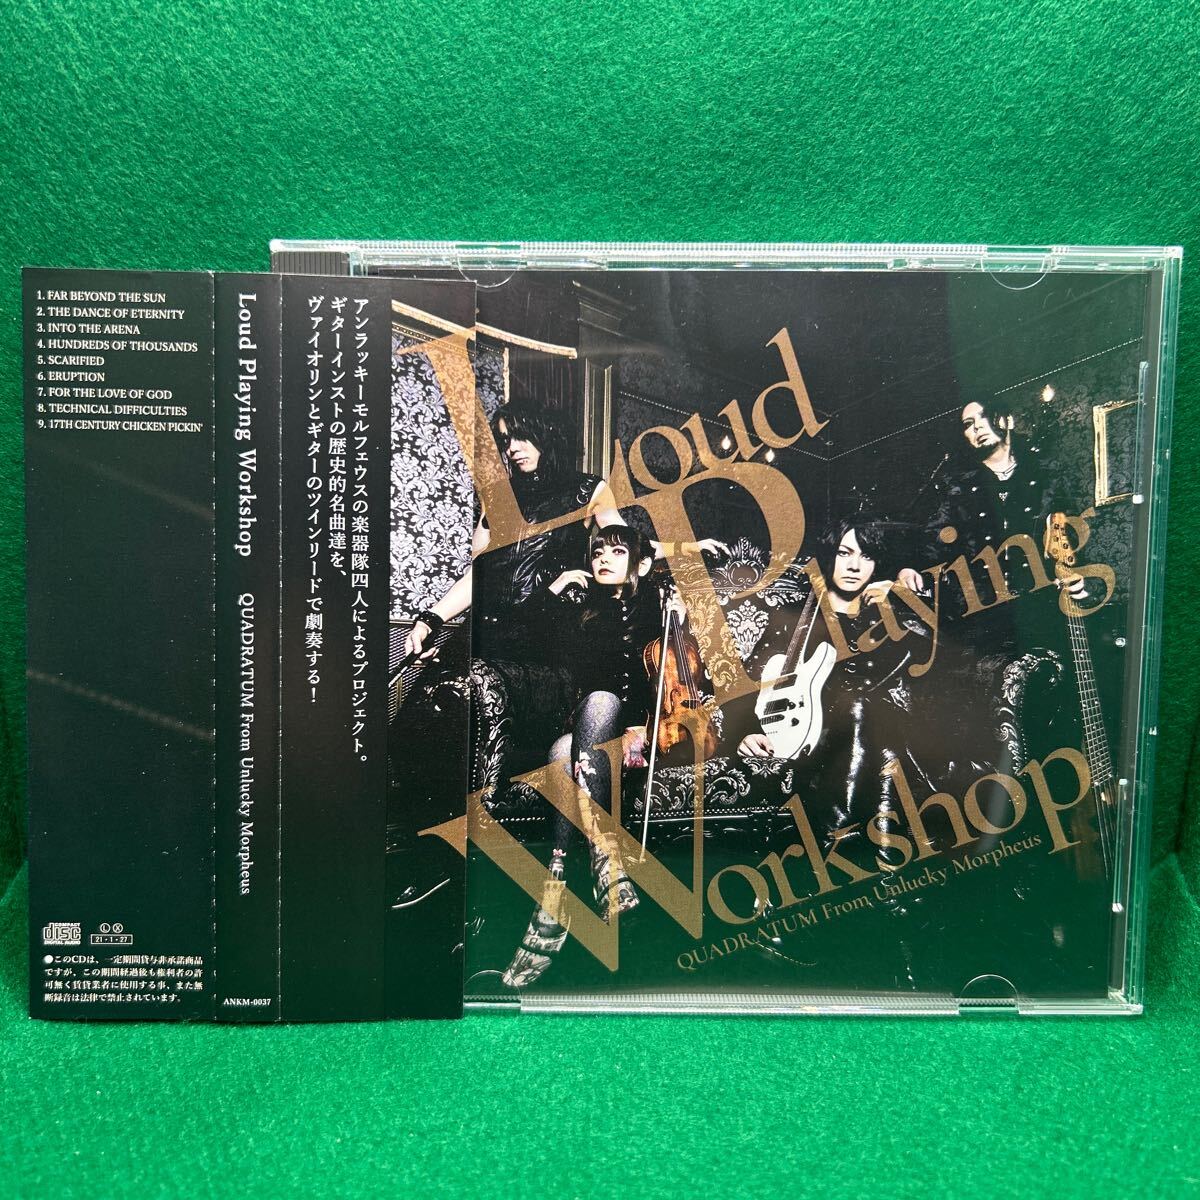 1. FAR BEYOND THE SUN
2. THE DANCE OF ETERNITY
3. INTO THE ARENA
4. HUNDREDS OF THOUSANDS
5. SCARIFIED
6. ERUPTION
7. FOR THE LOVE OF GOD
8. TECHNICAL DIFFICULTIES
9. 17TH CENTURY CHICKEN PICKIN'
COMPACT
disc
DIGITAL AUDIO
Ⓛ Ⓧ
21・1・27
●このCDは、一定期間貸与非承諾商品
ですが、この期間経過後も権利者の許
可無く賃貸業者に使用する事、また無
断録音は法律で禁止されています。
Loud Playing Workshop QUADRATUM From Unlucky Morpheus
ANKM-0037
アンラッキーモルフェウスの楽器隊四人によるプロジェクト。
ギターインストの歴史的名曲達を、
ヴァイオリンとギターのツインリードで劇奏する!
Loud
Playing
Workshop
QUADRATUM From Unlucky Morpheus